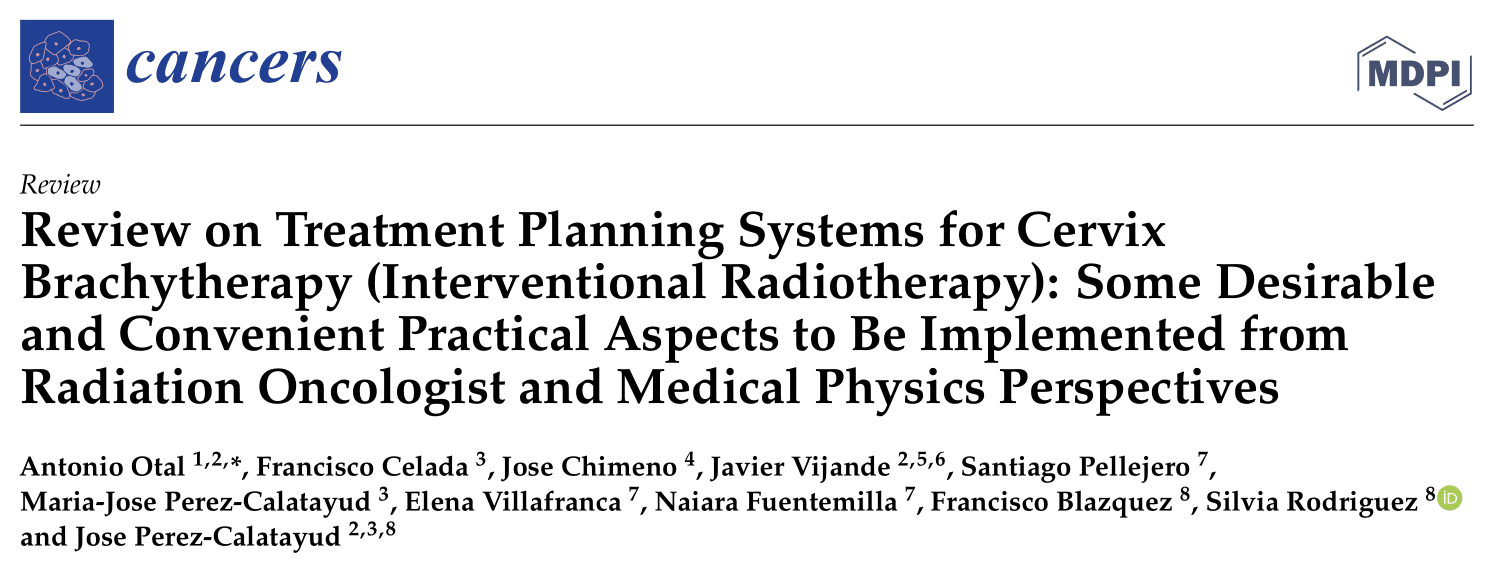 cancers
MDPI
Review
Review on Treatment Planning Systems for Cervix
Brachytherapy (Interventional Radiotherapy): Some Desirable
and Convenient Practical Aspects to Be Implemented from
Radiation Oncologist and Medical Physics Perspectives
Antonio Otal 1,2,*, Francisco Celada 3, Jose Chimeno 4, Javier Vijande 2,5,6, Santiago Pellejero 7,
Maria-Jose Perez-Calatayud 3, Elena Villafranca 7, Naiara Fuentemilla 7, Francisco Blazquez 8, Silvia Rodriguez 8 iD
and Jose Perez-Calatayud 2,3,8